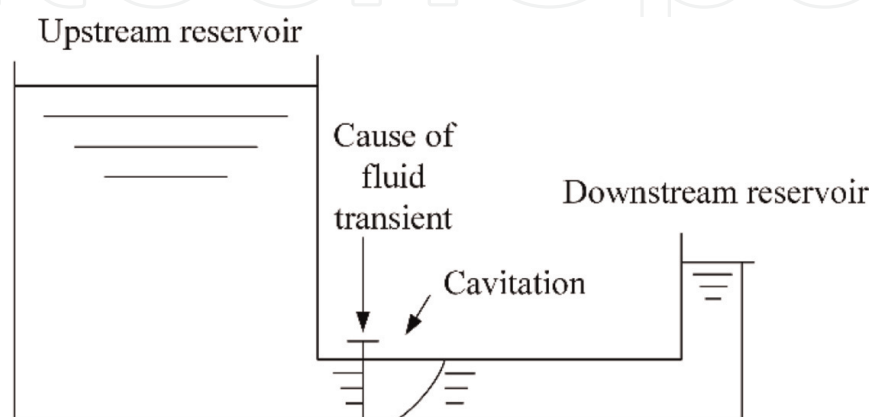 Upstream reservoir
Cause of
fluid
transient
Downstream reservoir
Cavitation